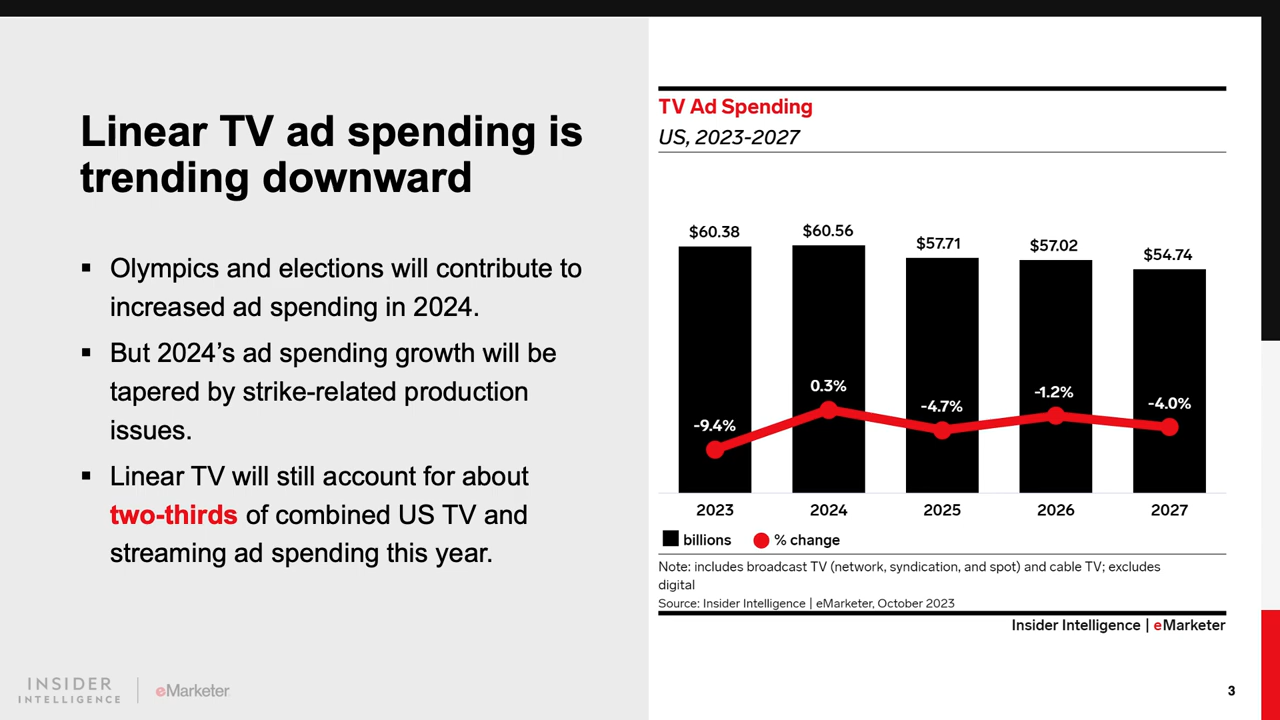 Linear TV ad spending is
trending downward
▪ Olympics and elections will contribute to
increased ad spending in 2024.
▪ But 2024’s ad spending growth will be
tapered by strike-related production
issues.
▪ Linear TV will still account for about
two-thirds of combined US TV and
streaming ad spending this year.
TV Ad Spending
US, 2023-2027
$60.38 $60.56 $57.71 $57.02 $54.74
-9.4% 0.3% -4.7% -1.2% -4.0%
2023 2024 2025 2026 2027
billions % change
Note: includes broadcast TV (network, syndication, and spot) and cable TV; excludes
digital
Source: Insider Intelligence | eMarketer, October 2023
Insider Intelligence | eMarketer
INSIDER
INTELLIGENCE
eMarketer
3